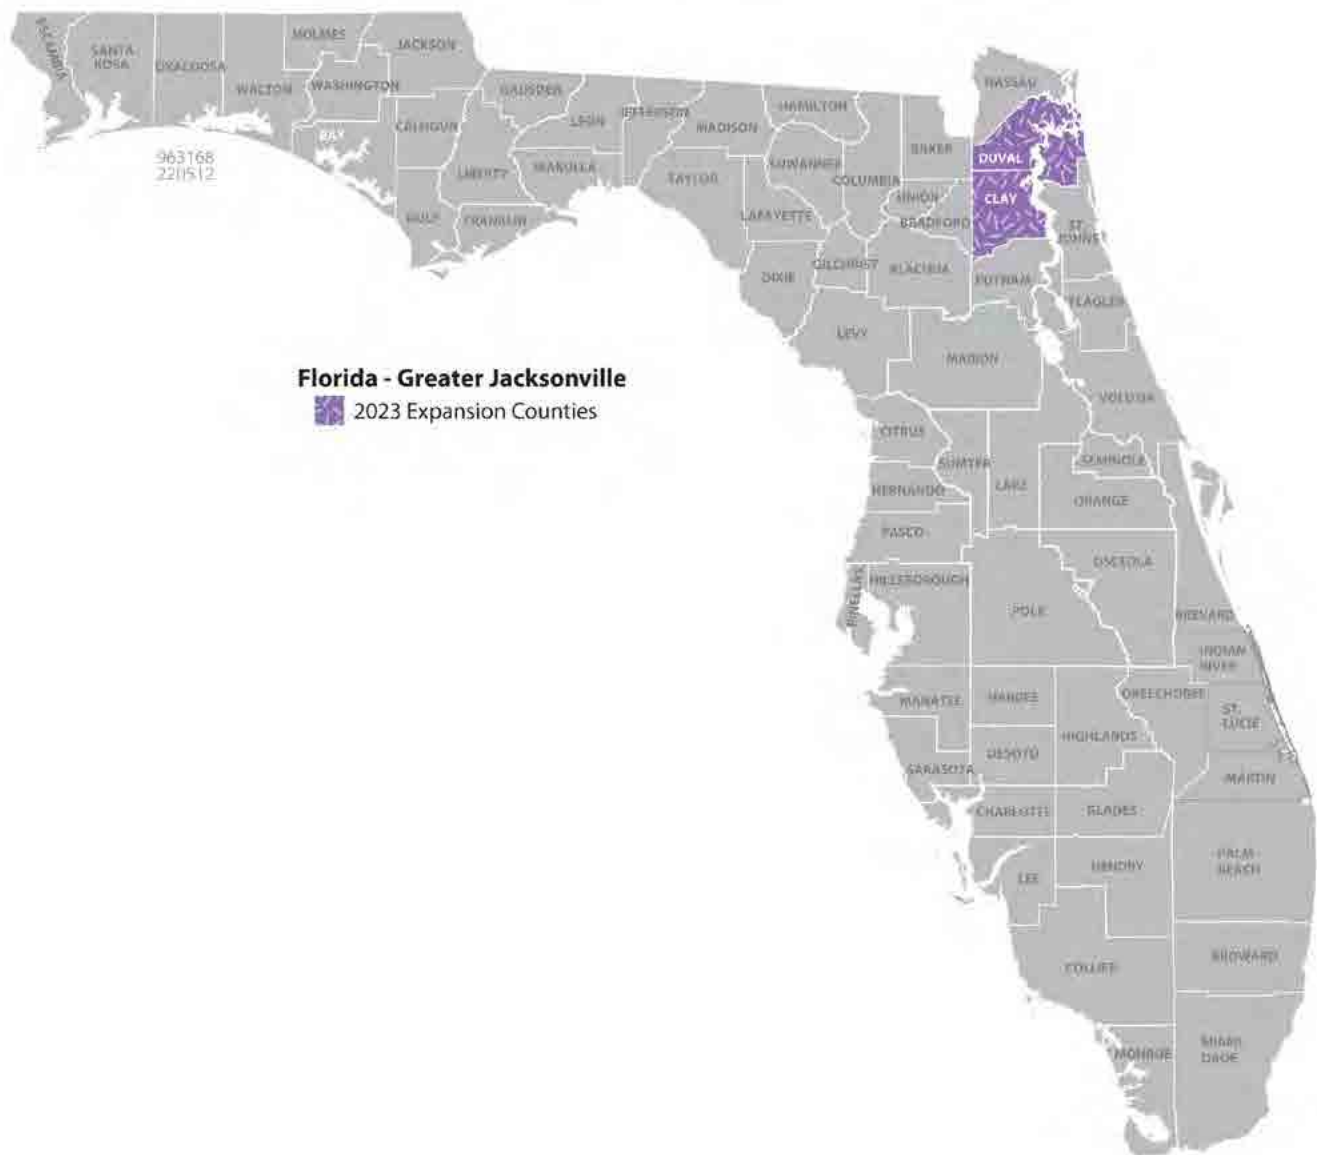 ESCAMBIA
SANTA
ROSA
OKALOOSA
WALTON
HOLMES
WASHINGTON
JACKSON
BAY
CALHOUN
GULF
GADSDEN
LIBERTY
FRANKLIN
LEON
WAKULLA
JEFFERSON
MADISON
TAYLOR
HAMILTON
SUWANNEE
LAFAYETTE
COLUMBIA
DIXIE
GILCHRIST
BAKER
UNION
BRADFORD
ALACHUA
NASSAU
DUVAL
CLAY
ST.
JOHNS
PUTNAM
FLAGLER
963168
220512
LEVY
MARION
VOLUSIA
Florida - Greater Jacksonville
2023 Expansion Counties
CITRUS
SUMTER
LAKE
SEMINOLE
ORANGE
HERNANDO
PASCO
PINELLAS
HILLSBOROUGH
POLK
OSCEOLA
BREVARD
INDIAN
RIVER
MANATEE
HARDEE
HIGHLANDS
OKEECHOBEE
ST.
LUCIE
SARASOTA
DESOTO
MARTIN
CHARLOTTE
GLADES
LEE
HENDRY
PALM
BEACH
COLLIER
BROWARD
MONROE
MIAMI
DADE